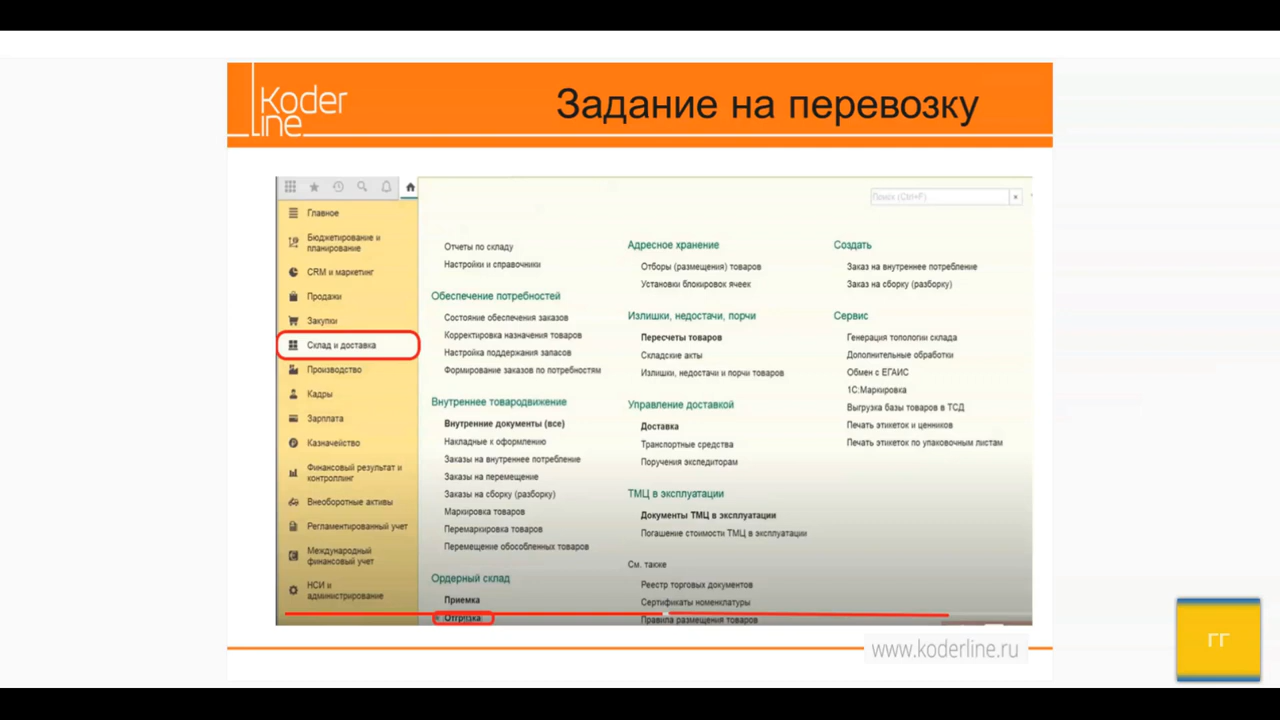 Koder
line
Задание на перевозку
Поиск (Ctrl+F)
Главное
Бюджетирование и
планирование
CRM и маркетинг
Продажи
Закупки
Склад и доставка
Производство
Кадры
Зарплата
Казначейство
Финансовый результат и
контроллинг
Внеоборотные активы
Регламентированный учет
Международный
финансовый учет
НСИ и
администрирование
Отчеты по складу
Настройки и справочники
Обеспечение потребностей
Состояние обеспечения заказов
Корректировка назначения товаров
Настройка поддержания запасов
Формирование заказов по потребностям
Внутреннее товародвижение
Внутренние документы (все)
Накладные к оформлению
Заказы на внутреннее потребление
Заказы на перемещение
Заказы на сборку (разборку)
Маркировка товаров
Перемаркировка товаров
Перемещение обособленных товаров
Ордерный склад
Приемка
Отгрузка
Адресное хранение
Отборы (размещения) товаров
Установки блокировок ячеек
Излишки, недостачи, порчи
Пересчеты товаров
Складские акты
Излишки, недостачи и порчи товаров
Управление доставкой
Доставка
Транспортные средства
Поручения экспедиторам
ТМЦ в эксплуатации
Документы ТМЦ в эксплуатации
Погашение стоимости ТМЦ в эксплуатации
См. также
Реестр торговых документов
Сертификаты номенклатуры
Правила размещения товаров
Создать
Заказ на внутреннее потребление
Заказ на сборку (разборку)
Сервис
Генерация топологии склада
Дополнительные обработки
Обмен с ЕГАИС
1С:Маркировка
Выгрузка базы товаров в ТСД
Печать этикеток и ценников
Печать этикеток по упаковочным листам
www.koderline.ru
ГГ